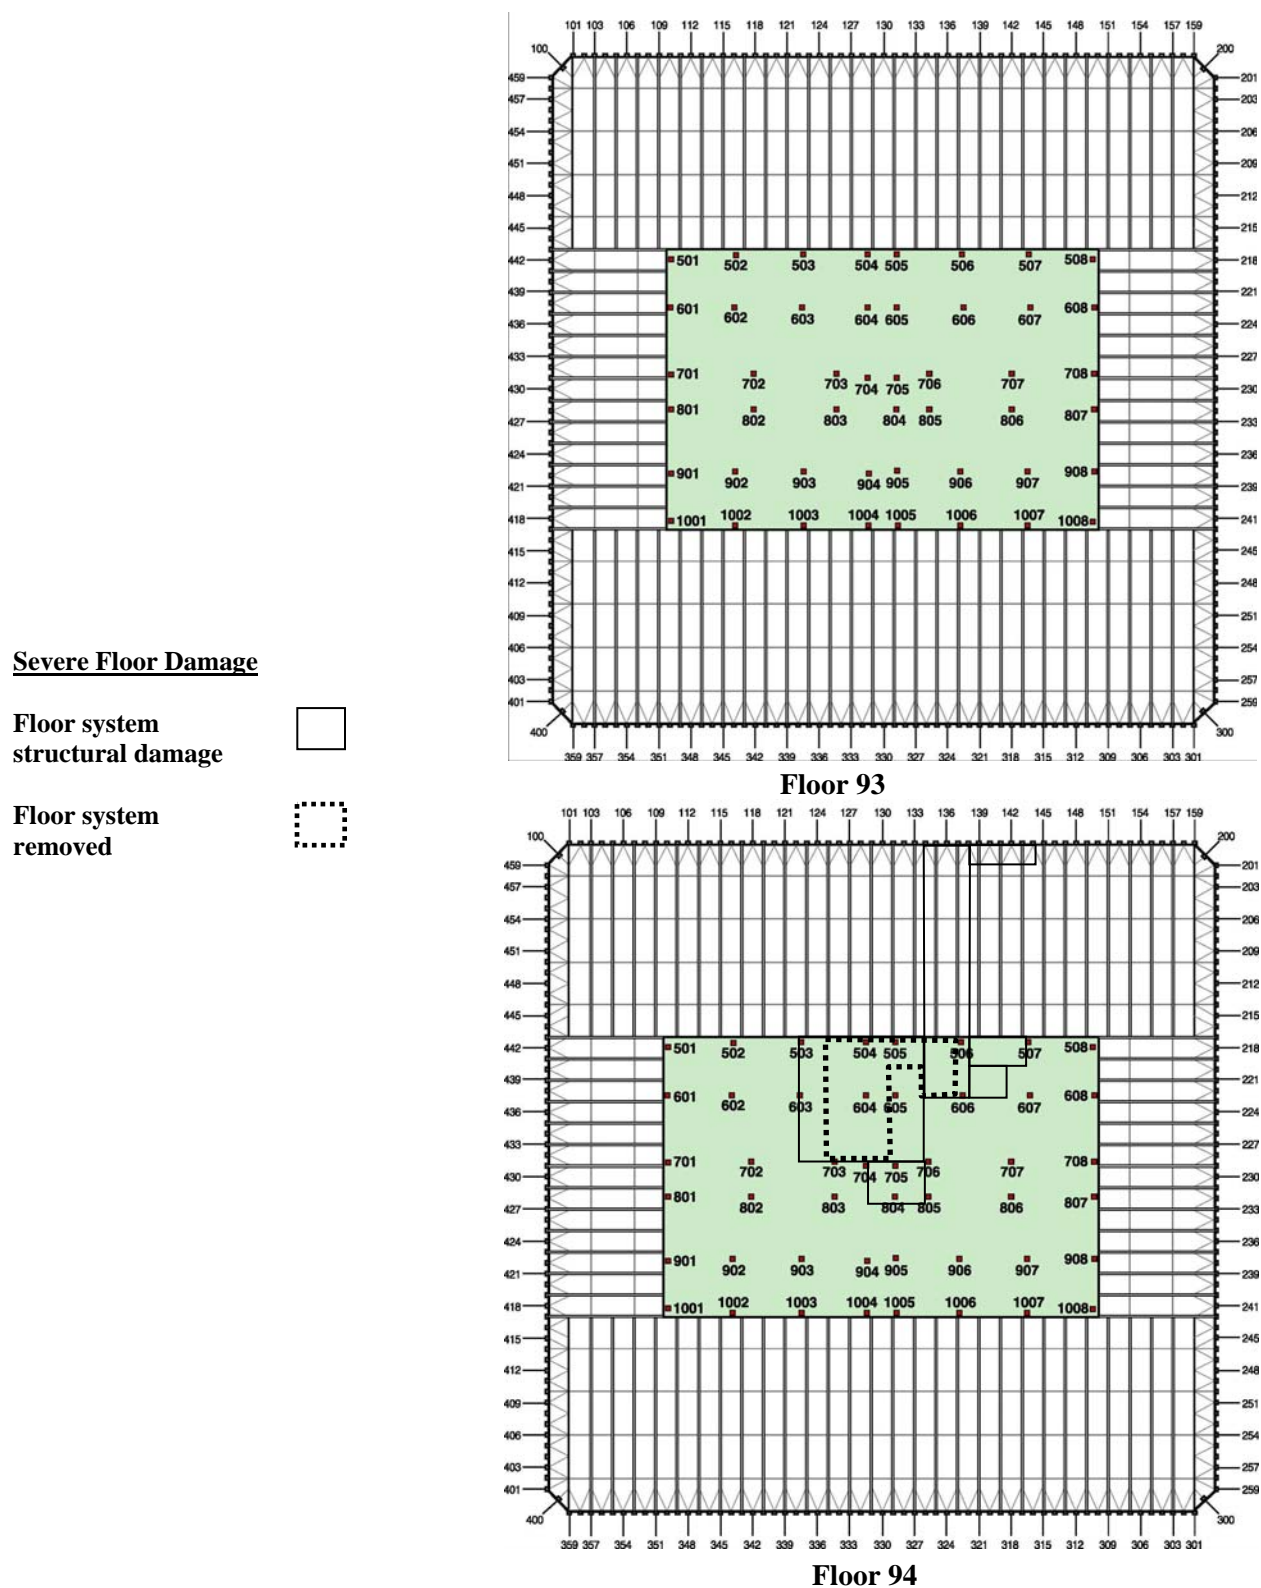 101 103 106 109 112 115 118 121 124 127 130 133 136 139 142 145 148 151 154 157 159
100 200
459 201
457 203
454 206
451 209
448 212
445 215
442 501 502 503 504 505 506 507 508 218
439 221
436 601 602 603 604 605 606 607 608 224
433 227
430 701 702 703 704 705 706 707 708 230
427 801 802 803 804 805 806 807 233
424 236
421 901 902 903 904 905 906 907 908 239
418 1001 1002 1003 1004 1005 1006 1007 1008 241
415 245
412 248
409 251
406 254
403 257
401 259
400 300
359 357 354 351 348 345 342 339 336 333 330 327 324 321 318 315 312 309 306 303 301
Floor 93
Severe Floor Damage
Floor system
structural damage
Floor system
removed
101 103 106 109 112 115 118 121 124 127 130 133 136 139 142 145 148 151 154 157 159
100 200
459 201
457 203
454 206
451 209
448 212
445 215
442 501 502 503 504 505 506 507 508 218
439 221
436 601 602 603 604 605 606 607 608 224
433 227
430 701 702 703 704 705 706 707 708 230
427 801 802 803 804 805 806 807 233
424 236
421 901 902 903 904 905 906 907 908 239
418 1001 1002 1003 1004 1005 1006 1007 1008 241
415 245
412 248
409 251
406 254
403 257
401 259
400 300
359 357 354 351 348 345 342 339 336 333 330 327 324 321 318 315 312 309 306 303 301
Floor 94